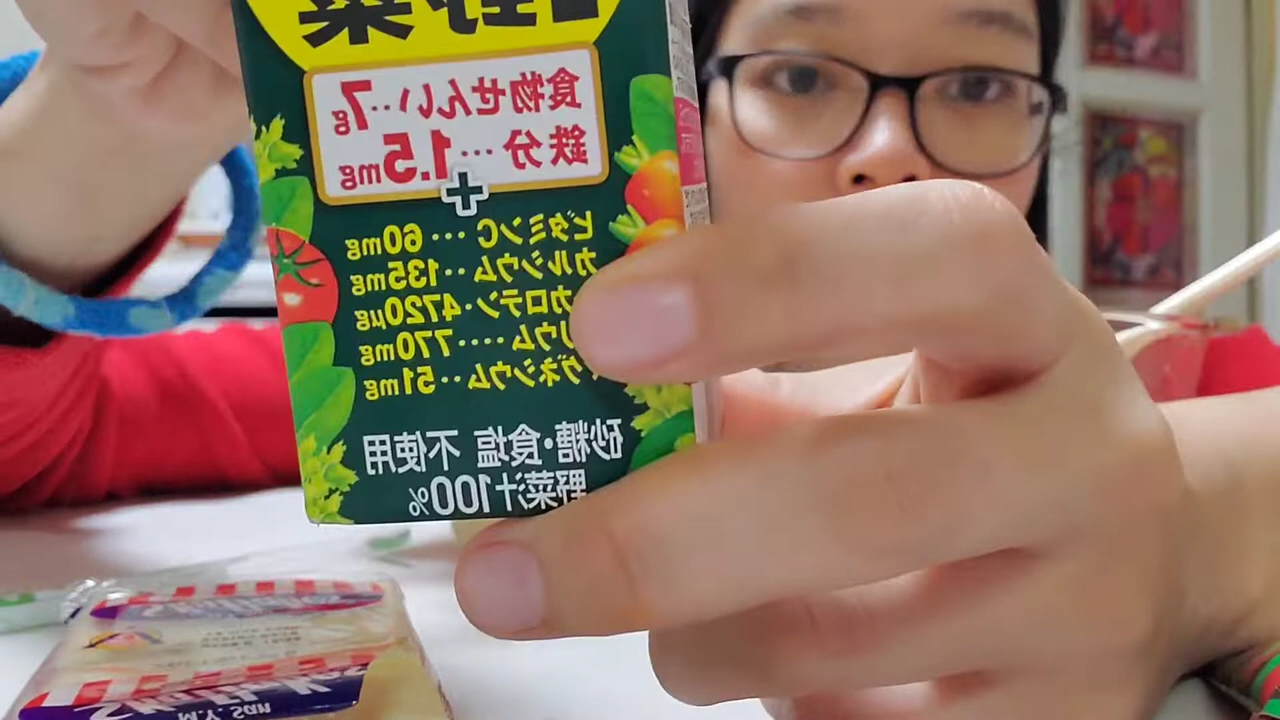 野菜
食物せんい…7g
鉄分…1.5mg
+
ビタミンC…60mg
カルシウム…135mg
カロテン・4720μg
リウム……770mg
グネシウム…51mg
砂糖・食塩 不使用
野菜汁100%